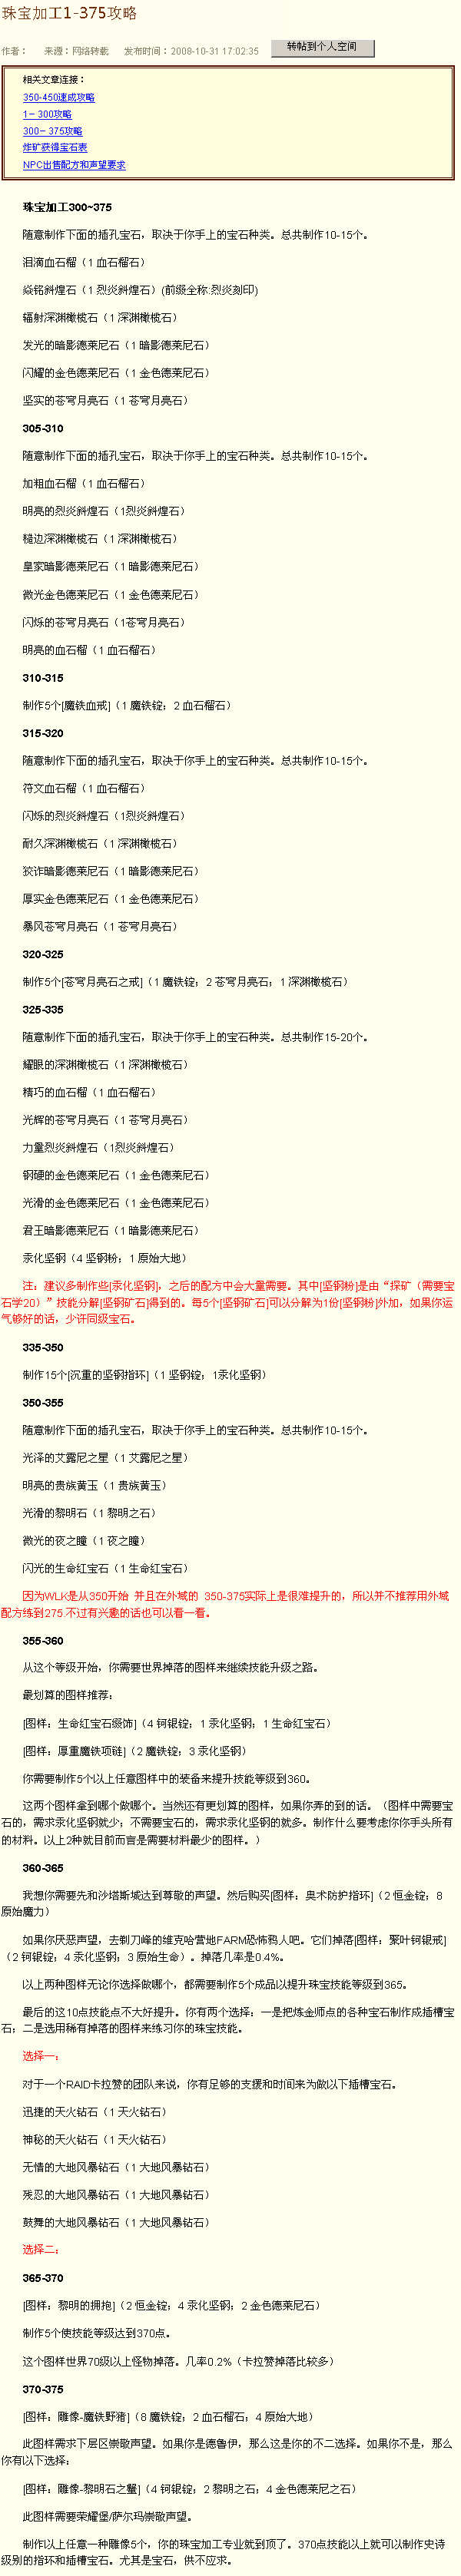 珠宝加工1-375攻略
作者： 来源：网络转载 发布时间：2008-10-31 17:02:35 转帖到个人空间
相关文章连接：
350-450速成攻略
1－300攻略
300－375攻略
炸矿获得宝石表
NPC出售配方和声望要求
珠宝加工300~375
随意制作下面的插孔宝石，取决于你手上的宝石种类。总共制作10-15个。
泪滴血石榴（1 血石榴石）
焱铭斜煌石（1 烈炎斜煌石）(前缀全称:烈炎刻印)
辐射深渊橄榄石（1 深渊橄榄石）
发光的暗影德莱尼石（1 暗影德莱尼石）
闪耀的金色德莱尼石（1 金色德莱尼石）
坚实的苍穹月亮石（1 苍穹月亮石）
305-310
随意制作下面的插孔宝石，取决于你手上的宝石种类。总共制作10-15个。
加粗血石榴（1 血石榴石）
明亮的烈炎斜煌石（1烈炎斜煌石）
糙边深渊橄榄石（1 深渊橄榄石）
皇家暗影德莱尼石（1 暗影德莱尼石）
微光金色德莱尼石（1 金色德莱尼石）
闪烁的苍穹月亮石（1苍穹月亮石）
明亮的血石榴（1 血石榴石）
310-315
制作5个[魔铁血戒]（1 魔铁锭；2 血石榴石）
315-320
随意制作下面的插孔宝石，取决于你手上的宝石种类。总共制作10-15个。
符文血石榴（1 血石榴石）
闪烁的烈炎斜煌石（1烈炎斜煌石）
耐久深渊橄榄石（1 深渊橄榄石）
狡诈暗影德莱尼石（1 暗影德莱尼石）
厚实金色德莱尼石（1 金色德莱尼石）
暴风苍穹月亮石（1 苍穹月亮石）
320-325
制作5个[苍穹月亮石之戒]（1 魔铁锭；2 苍穹月亮石；1 深渊橄榄石）
325-335
随意制作下面的插孔宝石，取决于你手上的宝石种类。总共制作15-20个。
耀眼的深渊橄榄石（1 深渊橄榄石）
精巧的血石榴（1 血石榴石）
光辉的苍穹月亮石（1 苍穹月亮石）
力量烈炎斜煌石（1烈炎斜煌石）
钢硬的金色德莱尼石（1 金色德莱尼石）
光滑的金色德莱尼石（1 金色德莱尼石）
君王暗影德莱尼石（1 暗影德莱尼石）
汞化坚钢（4 坚钢粉；1 原始大地）
注：建议多制作些[汞化坚钢]，之后的配方中会大量需要。其中[坚钢粉]是由“探矿（需要宝
石学20）”技能分解[坚钢矿石]得到的。每5个[坚钢矿石]可以分解为1份[坚钢粉]外加，如果你运
气够好的话，少许同级宝石。
335-350
制作15个[沉重的坚钢指环]（1 坚钢锭；1汞化坚钢）
350-355
随意制作下面的插孔宝石，取决于你手上的宝石种类。总共制作10-15个。
光泽的艾露尼之星（1 艾露尼之星）
明亮的贵族黄玉（1 贵族黄玉）
光滑的黎明石（1 黎明之石）
微光的夜之瞳（1 夜之瞳）
闪光的生命红宝石（1 生命红宝石）
因为WLK是从350开始 并且在外域的 350-375实际上是很难提升的，所以并不推荐用外域
配方练到275.不过有兴趣的话也可以看一看。
355-360
从这个等级开始，你需要世界掉落的图样来继续技能升级之路。
最划算的图样推荐：
[图样：生命红宝石缀饰]（4 钶银锭；1 汞化坚钢；1 生命红宝石）
[图样：厚重魔铁项链]（2 魔铁锭；3 汞化坚钢）
你需要制作5个以上任意图样中的装备来提升技能等级到360。
这两个图样拿到哪个做哪个。当然还有更划算的图样，如果你弄的到的话。（图样中需要宝
石的，需求汞化坚钢就少；不需要宝石的，需求汞化坚钢的就多。制作什么要考虑你你手头所有
的材料。以上2种就目前而言是需要材料最少的图样。）
360-365
我想你需要先和沙塔斯城达到尊敬的声望。然后购买[图样：奥术防护指环]（2 恒金锭；8
原始魔力）
如果你厌恶声望，去剃刀峰的维克哈营地FARM恐怖鸦人吧。它们掉落[图样：聚叶钶银戒]
（2 钶银锭；4 汞化坚钢；3 原始生命）。掉落几率是0.4%。
以上两种图样无论你选择做哪个，都需要制作5个成品以提升珠宝技能等级到365。
最后的这10点技能点不大好提升。你有两个选择：一是把炼金师点的各种宝石制作成插槽宝
石；二是选用稀有掉落的图样来练习你的珠宝技能。
选择一：
对于一个RAID卡拉赞的团队来说，你有足够的支援和时间来为做以下插槽宝石。
迅捷的天火钻石（1 天火钻石）
神秘的天火钻石（1 天火钻石）
无情的大地风暴钻石（1 大地风暴钻石）
残忍的大地风暴钻石（1 大地风暴钻石）
鼓舞的大地风暴钻石（1 大地风暴钻石）
选择二：
365-370
[图样：黎明的拥抱]（2 恒金锭；4 汞化坚钢；2 金色德莱尼石）
制作5个使技能等级达到370点。
这个图样世界70级以上怪物掉落。几率0.2%（卡拉赞掉落比较多）
370-375
[图样：雕像-魔铁野猪]（8 魔铁锭；2 血石榴石；4 原始大地）
此图样需求下层区崇敬声望。如果你是德鲁伊，那么这是你的不二选择。如果你不是，那么
你有以下选择：
[图样：雕像-黎明石之蟹]（4 钶银锭；2 黎明之石；4 金色德莱尼之石）
此图样需要荣耀堡/萨尔玛崇敬声望。
制作以上任意一种雕像5个，你的珠宝加工专业就到顶了。370点技能以上就可以制作史诗
级别的指环和插槽宝石。尤其是宝石，供不应求。